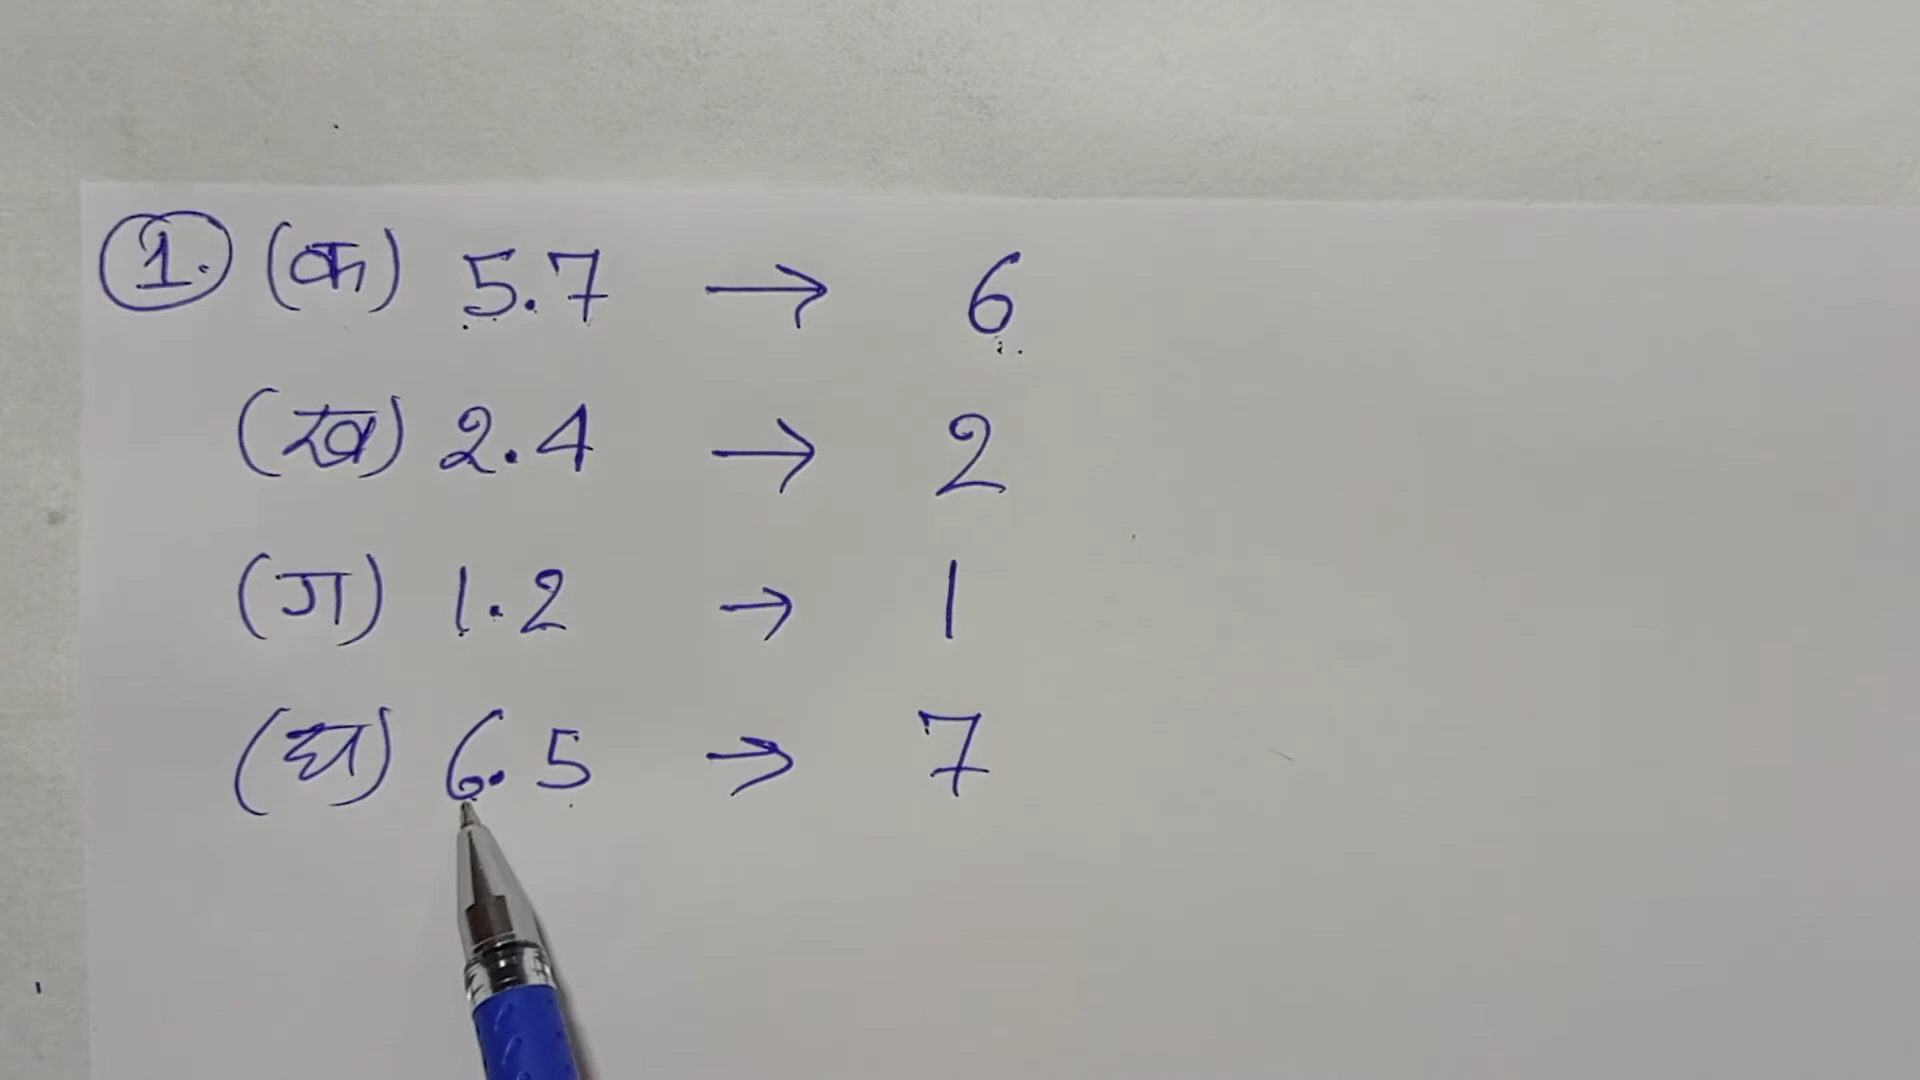 1. (क) 5.7 → 6
(ख) 2.4 → 2
(ग) 1.2 → 1
(घ) 6.5 → 7